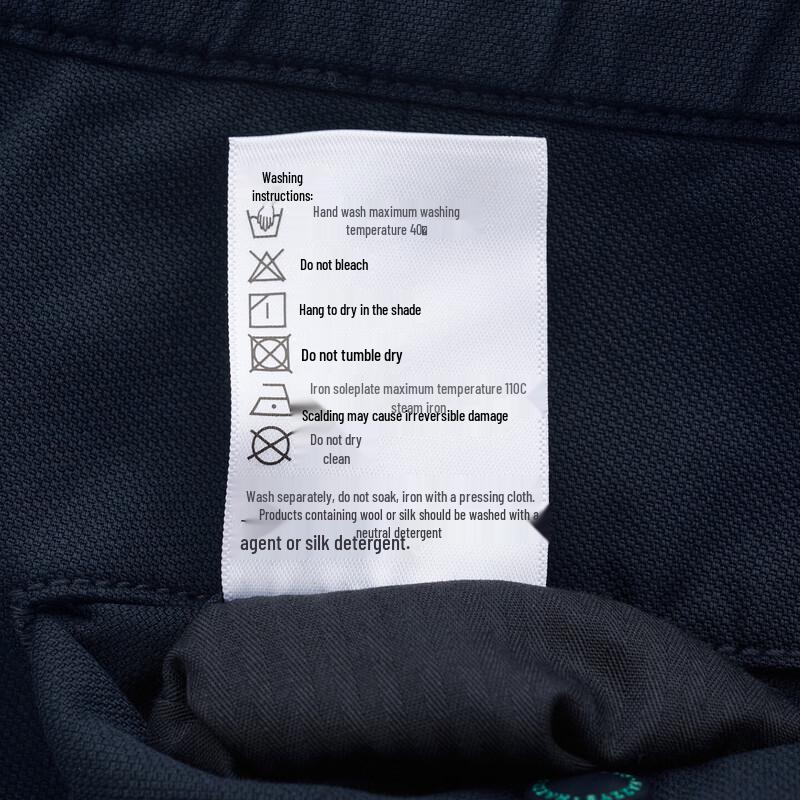 Washing
instructions:
Hand wash maximum washing
temperature 40
Do not bleach
Hang to dry in the shade
Do not tumble dry
Iron soleplate maximum temperature 110C
steam iron
Scalding may cause irreversible damage
Do not dry
clean
Wash separately, do not soak, iron with a pressing cloth.
Products containing wool or silk should be washed with a
neutral detergent
agent or silk detergent.